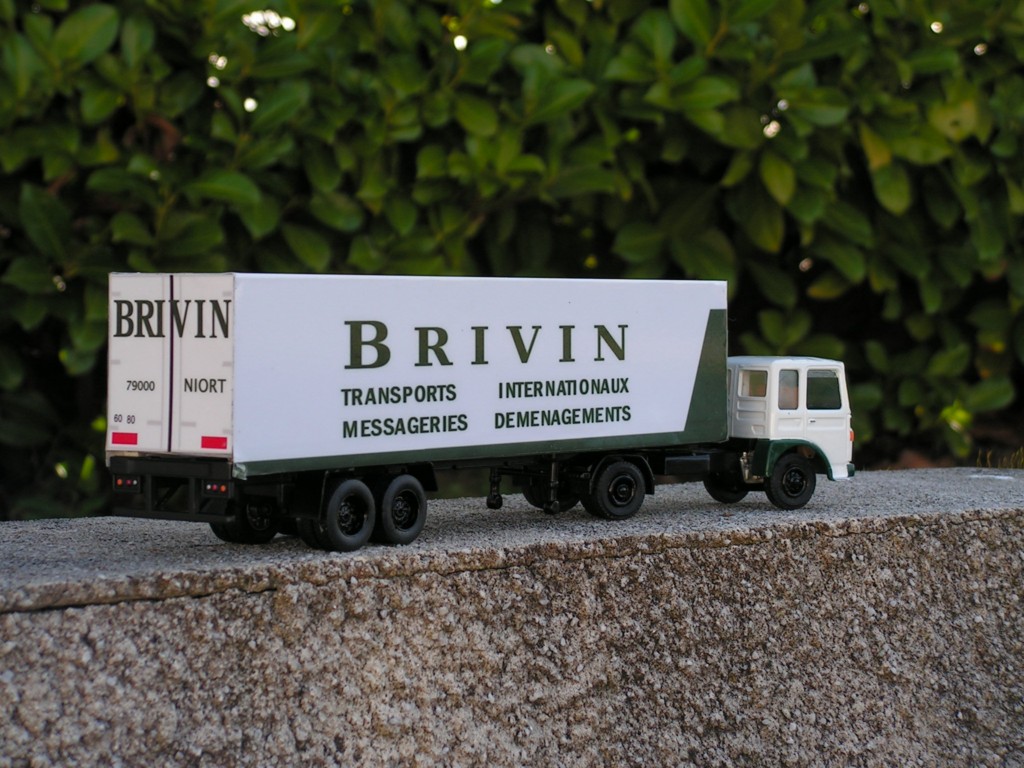 BRIVIN
79000 NIORT
60 80
BRIVIN
TRANSPORTS INTERNATIONAUX
MESSAGERIES DEMENAGEMENTS